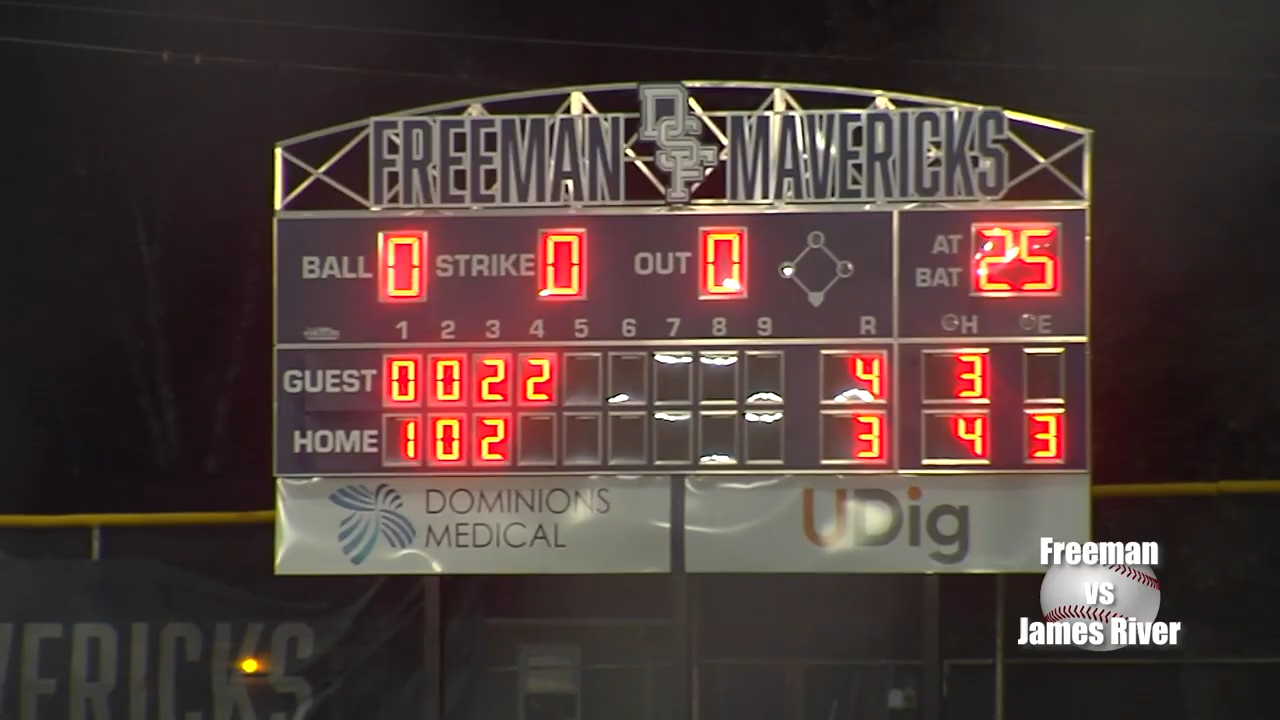 FREEMAN DSF MAVERICKS
BALL 0 STRIKE 0 OUT 0 AT BAT 25
1 2 3 4 5 6 7 8 9 R H E
GUEST 0 0 2 2 4 3
HOME 1 0 2 3 4 3
DOMINIONS
MEDICAL
UDig
Freeman
vs
James River
VERICKS